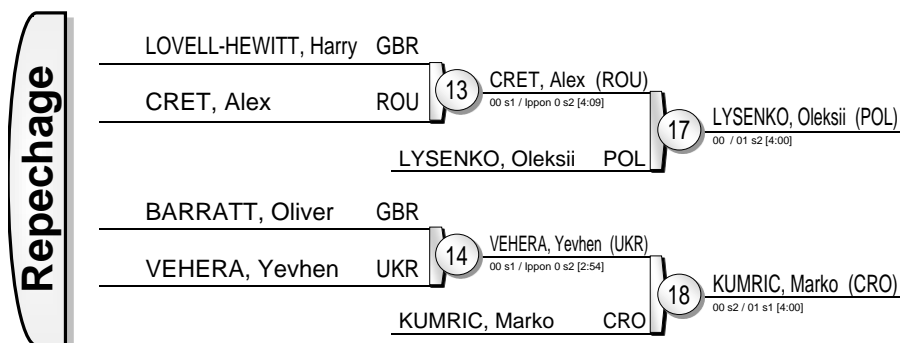 Repechage
LOVELL-HEWITT, Harry GBR
CRET, Alex ROU
13
CRET, Alex (ROU)
00 s1 / Ippon 0 s2 [4:09]
LYSENKO, Oleksii POL
17
LYSENKO, Oleksii (POL)
00 / 01 s2 [4:00]
BARRATT, Oliver GBR
VEHERA, Yevhen UKR
14
VEHERA, Yevhen (UKR)
00 s1 / Ippon 0 s2 [2:54]
KUMRIC, Marko CRO
18
KUMRIC, Marko (CRO)
00 s2 / 01 s1 [4:00]